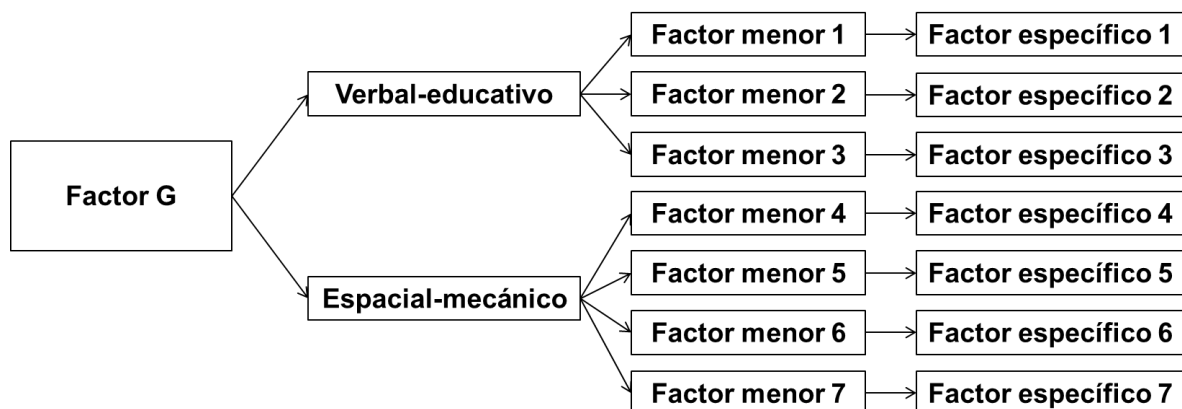 Factor G
Verbal-educativo
Espacial-mecánico
Factor menor 1
Factor específico 1
Factor menor 2
Factor específico 2
Factor menor 3
Factor específico 3
Factor menor 4
Factor específico 4
Factor menor 5
Factor específico 5
Factor menor 6
Factor específico 6
Factor menor 7
Factor específico 7